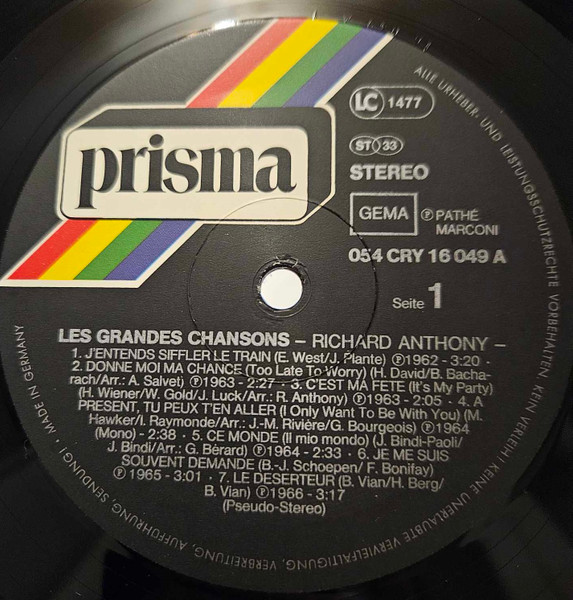 prisma
LC 1477
ST 33
STEREO
GEMA ℗ PATHÉ
MARCONI
054 CRY 16 049 A
Seite 1
LES GRANDES CHANSONS – RICHARD ANTHONY –
1. J'ENTENDS SIFFLER LE TRAIN (E. West/J. Plante) ℗ 1962 - 3:20 ·
2. DONNE MOI MA CHANCE (Too Late To Worry) (H. David/B. Bacha-
rach/Arr.: A. Salvet) ℗ 1963 - 2:27 · 3. C'EST MA FETE (It's My Party)
(H. Wiener/W. Gold/J. Luck/Arr.: R. Anthony) ℗ 1963 - 2:05 · 4. A
PRESENT, TU PEUX T'EN ALLER (I Only Want To Be With You) (M.
Hawker/I. Raymonde/Arr.: J.-M. Rivière/G. Bourgeois) ℗ 1964
(Mono) - 2:38 · 5. CE MONDE (Il mio mondo) (J. Bindi-Paoli/
J. Bindi/Arr.: G. Bérard) ℗ 1964 - 2:33 · 6. JE ME SUIS
SOUVENT DEMANDE (B.-J. Schoepen/ F. Bonifay)
℗ 1965 - 3:01 · 7. LE DESERTEUR (B. Vian/H. Berg/
B. Vian) ℗ 1966 - 3:17
(Pseudo-Stereo)
ALLE URHEBER- UND LEISTUNGSSCHUTZRECHTE VORBEHALTEN. KEIN VERLEIH! KEINE UNERLAUBTE VERVIELFÄLTIGUNG, VERBREITUNG, AUFFÜHRUNG, SENDUNG! • MADE IN GERMANY